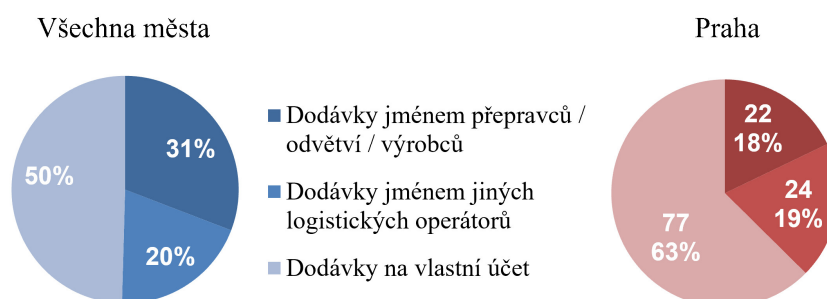 Všechna města
Praha
31%
50%
20%
Dodávky jménem přepravců /
odvětví / výrobců
Dodávky jménem jiných
logistických operátorů
Dodávky na vlastní účet
22
18%
24
19%
77
63%